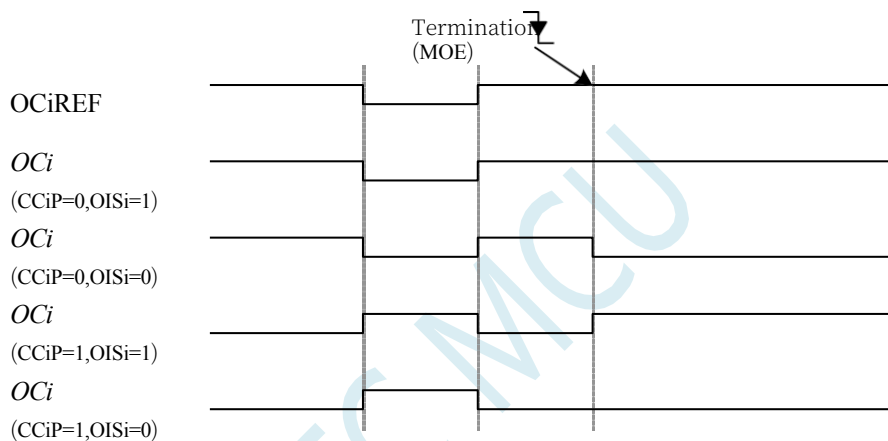 Termination
(MOE)
OCiREF
OCi
(CCiP=0,OISi=1)
OCi
(CCiP=0,OISi=0)
OCi
(CCiP=1,OISi=1)
OCi
(CCiP=1,OISi=0)
MCU